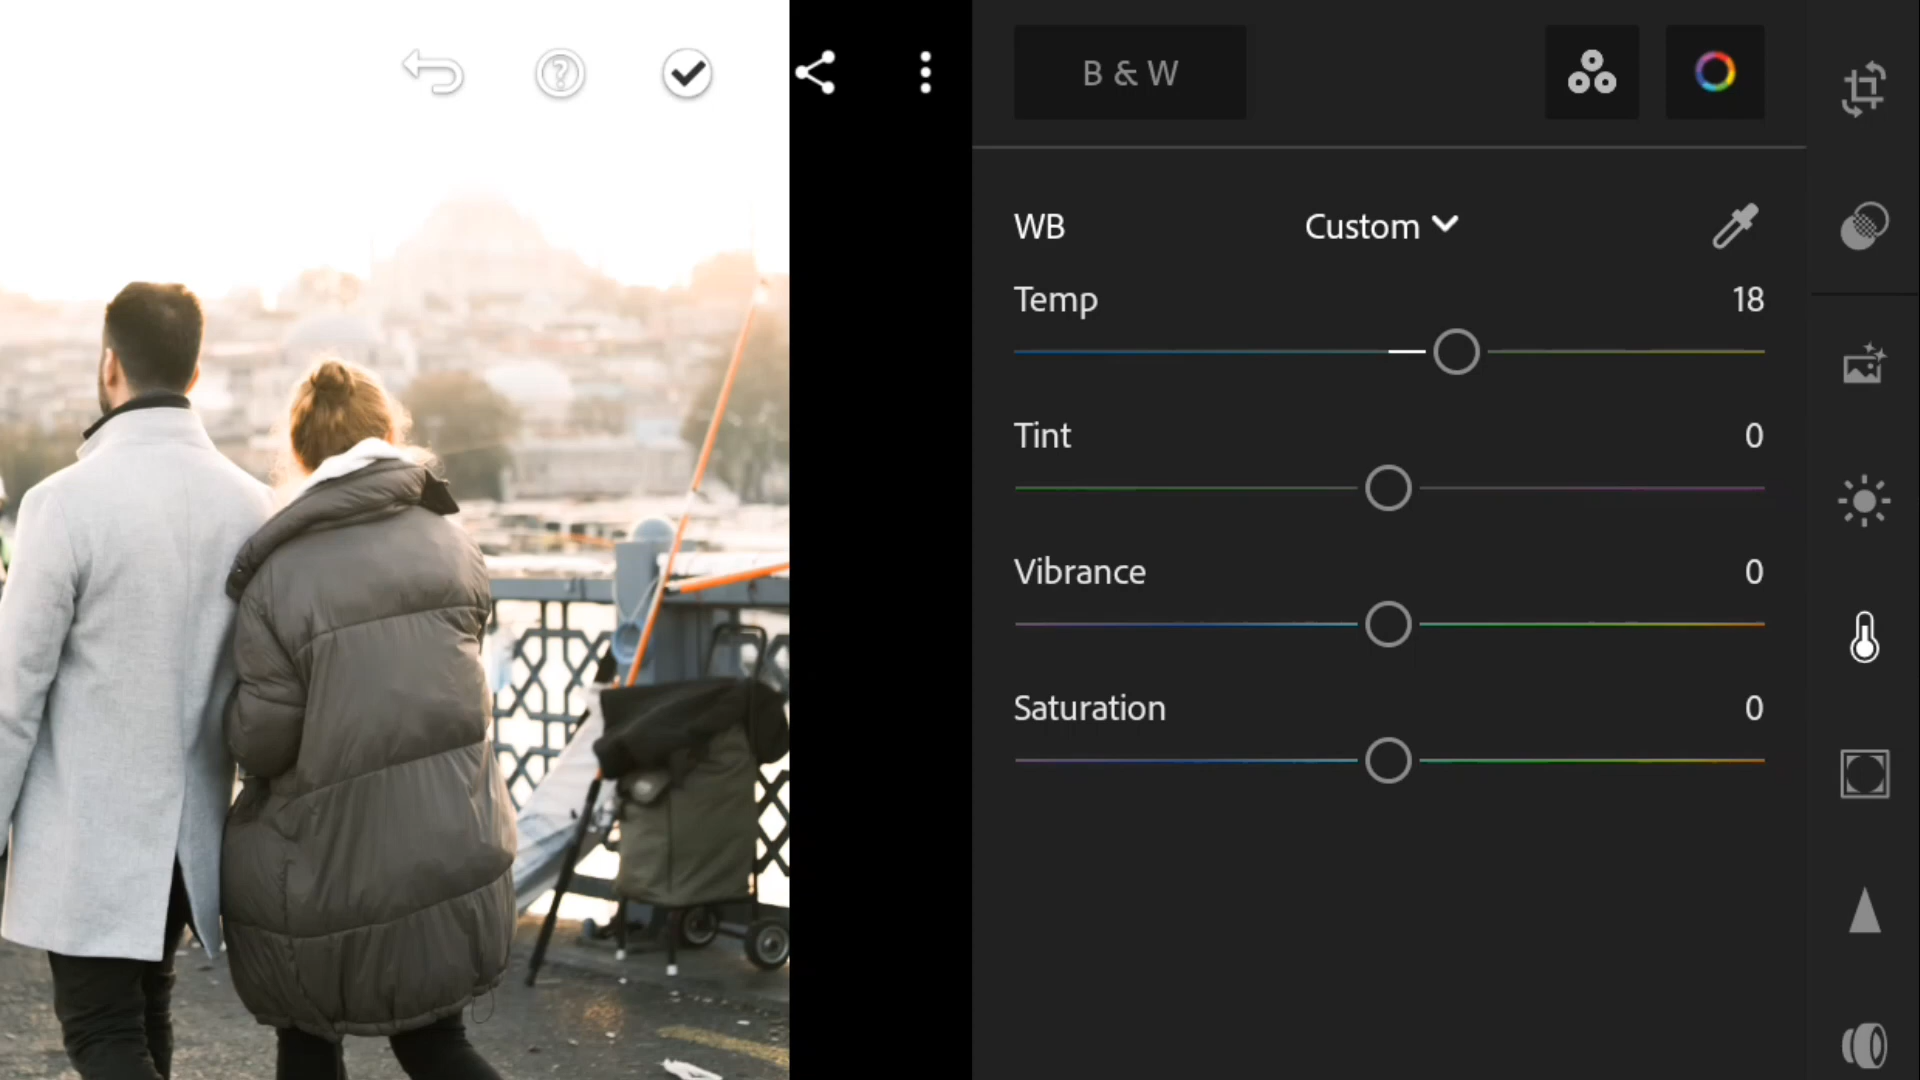 B & W
WB Custom
Temp 18
Tint 0
Vibrance 0
Saturation 0